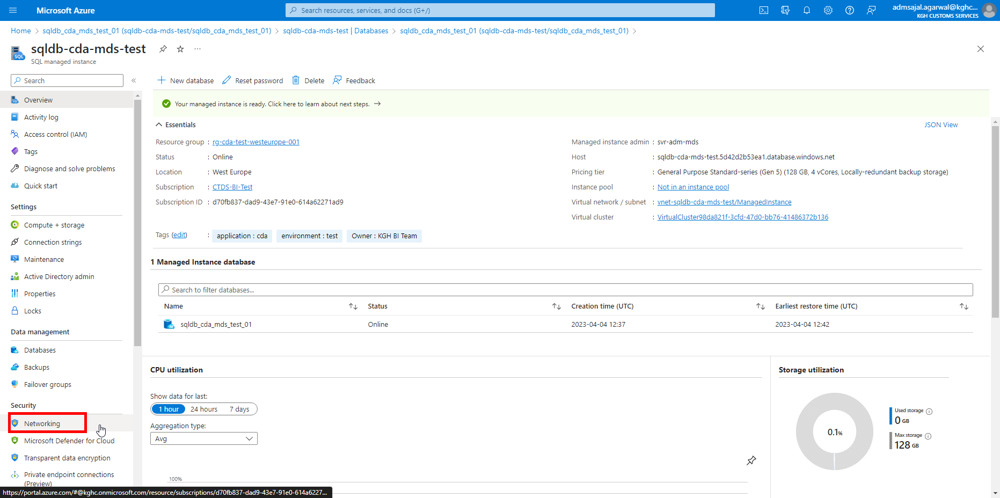 Microsoft Azure
Search resources, services, and docs (G+/)
admsajal.agarwal@kghc...
KGH CUSTOMS SERVICES
Home > sqldb_cda_mds_test_01 (sqldb-cda-mds-test/sqldb_cda_mds_test_01) > sqldb-cda-mds-test | Databases > sqldb_cda_mds_test_01 (sqldb-cda-mds-test/sqldb_cda_mds_test_01) >
sqldb-cda-mds-test
SQL
SQL managed instance
Search
Overview
Activity log
Access control (IAM)
Tags
Diagnose and solve problems
Quick start
Settings
Compute + storage
Connection strings
Maintenance
Active Directory admin
Properties
Locks
Data management
Databases
Backups
Failover groups
Security
Networking
Microsoft Defender for Cloud
Transparent data encryption
Private endpoint connections
(Preview)
New database
Reset password
Delete
Feedback
Your managed instance is ready. Click here to learn about next steps. →
Essentials
JSON View
Resource group : rg-cda-test-westeurope-001
Status : Online
Location : West Europe
Subscription : CTDS-BI-Test
Subscription ID : d70fb837-dad9-43e7-91e0-614a62271ad9
Managed instance admin : svr-adm-mds
Host : sqldb-cda-mds-test.5d42d2b53ea1.database.windows.net
Pricing tier : General Purpose Standard-series (Gen 5) (128 GB, 4 vCores, Locally-redundant backup storage)
Instance pool : Not in an instance pool
Virtual network / subnet : vnet-sqldb-cda-mds-test/ManagedInstance
Virtual cluster : VirtualCluster98da821f-3cfd-47d0-bb76-41486372b136
Tags (edit) : application : cda environment : test Owner : KGH BI Team
1 Managed Instance database
Search to filter databases...
Name Status Creation time (UTC) Earliest restore time (UTC)
sqldb_cda_mds_test_01 Online 2023-04-04 12:37 2023-04-04 12:42
CPU utilization
Show data for last:
1 hour 24 hours 7 days
Aggregation type:
Avg
100%
Storage utilization
0.1%
Used storage
0 GB
Max storage
128 GB
https://portal.azure.com/#@kghc.onmicrosoft.com/resource/subscriptions/d70fb837-dad9-43e7-91e0-614a6227...